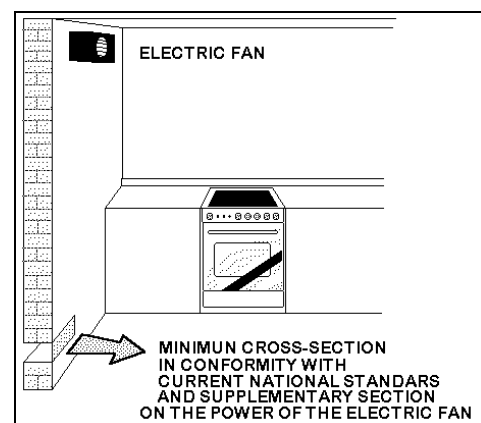 ELECTRIC FAN
MINIMUN CROSS-SECTION
IN CONFORMITY WITH
CURRENT NATIONAL STANDARS
AND SUPPLEMENTARY SECTION
ON THE POWER OF THE ELECTRIC FAN